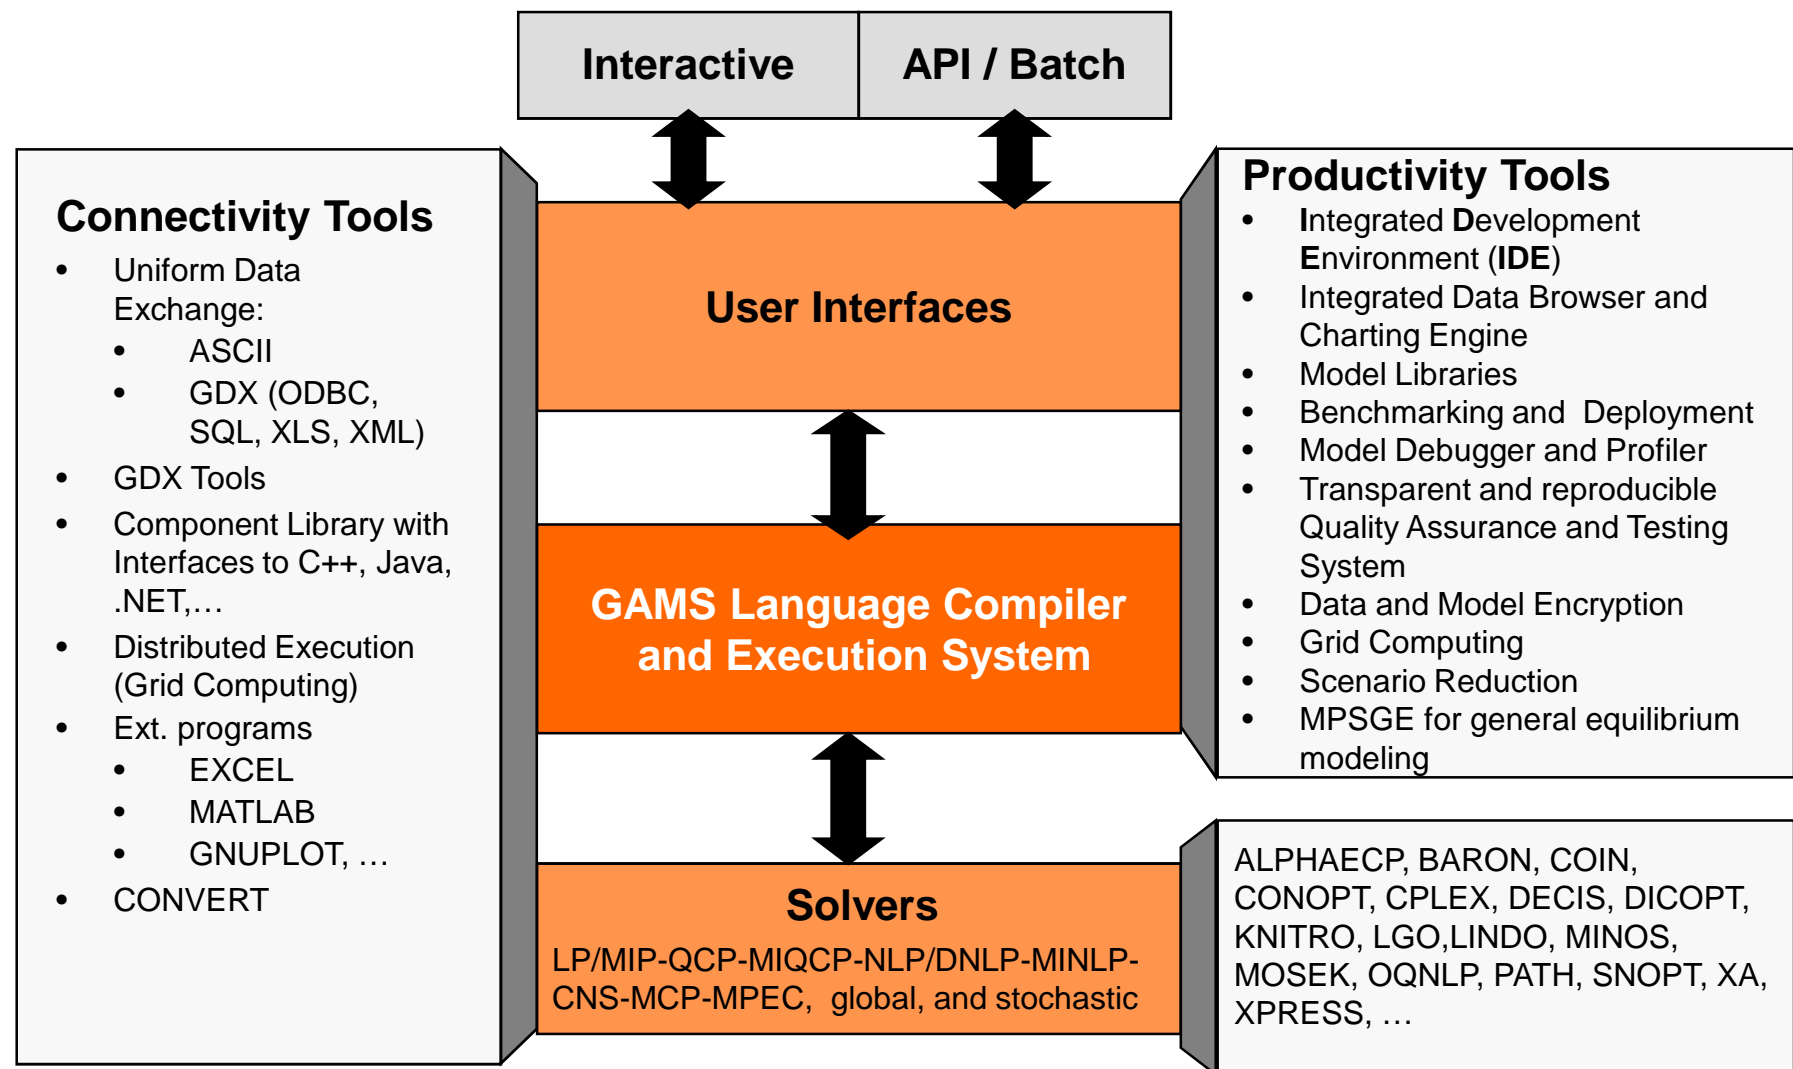 Interactive
API / Batch
Connectivity Tools
• Uniform Data
Exchange:
• ASCII
• GDX (ODBC,
SQL, XLS, XML)
• GDX Tools
• Component Library with
Interfaces to C++, Java,
.NET,…
• Distributed Execution
(Grid Computing)
• Ext. programs
• EXCEL
• MATLAB
• GNUPLOT, …
• CONVERT
User Interfaces
GAMS Language Compiler
and Execution System
Solvers
LP/MIP-QCP-MIQCP-NLP/DNLP-MINLP-
CNS-MCP-MPEC, global, and stochastic
Productivity Tools
• Integrated Development
Environment (IDE)
• Integrated Data Browser and
Charting Engine
• Model Libraries
• Benchmarking and Deployment
• Model Debugger and Profiler
• Transparent and reproducible
Quality Assurance and Testing
System
• Data and Model Encryption
• Grid Computing
• Scenario Reduction
• MPSGE for general equilibrium
modeling
ALPHAECP, BARON, COIN,
CONOPT, CPLEX, DECIS, DICOPT,
KNITRO, LGO,LINDO, MINOS,
MOSEK, OQNLP, PATH, SNOPT, XA,
XPRESS, …